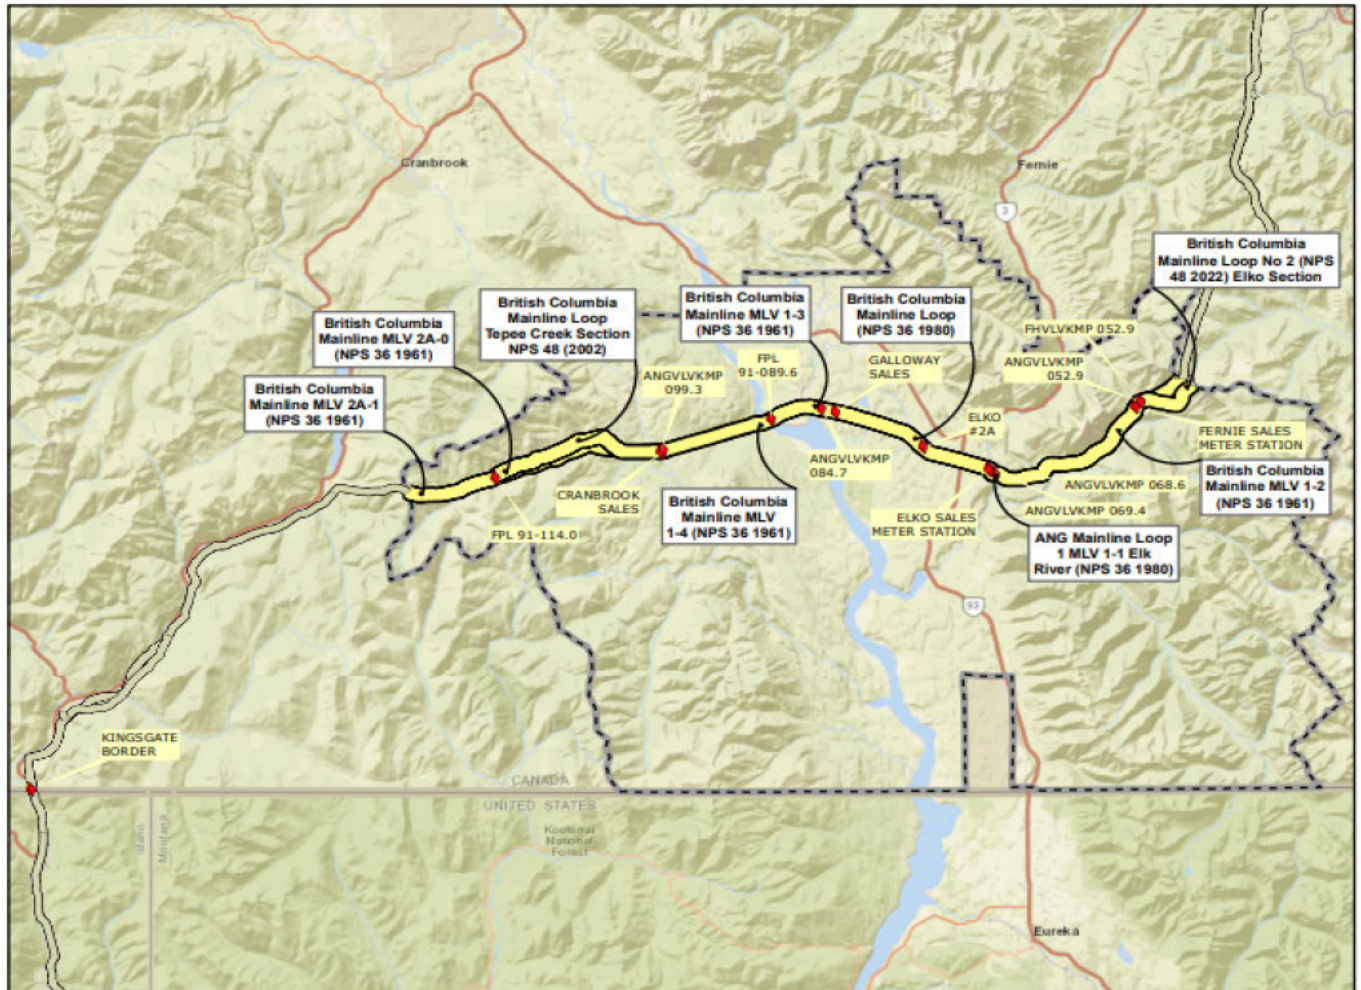 Cranbrook
Fernie
3
British Columbia
Mainline Loop No 2 (NPS
48 2022) Elko Section
British Columbia
Mainline Loop
Tepee Creek Section
NPS 48 (2002)
British Columbia
Mainline MLV 1-3
(NPS 36 1961)
British Columbia
Mainline Loop
(NPS 36 1980)
British Columbia
Mainline MLV 2A-0
(NPS 36 1961)
FHVLVKMP 052.9
FPL
91-089.6
GALLOWAY
SALES
ANGVLVKMP
052.9
ANGVLVKMP
099.3
British Columbia
Mainline MLV 2A-1
(NPS 36 1961)
ELKO
#2A
FERNIE SALES
METER STATION
ANGVLVKMP
084.7
British Columbia
Mainline MLV 1-2
(NPS 36 1961)
ANGVLVKMP 068.6
CRANBROOK
SALES
British Columbia
Mainline MLV
1-4 (NPS 36 1961)
ANGVLVKMP 069.4
ELKO SALES
METER STATION
FPL 91-114.0
ANG Mainline Loop
1 MLV 1-1 Elk
River (NPS 36 1980)
93
KINGSGATE
BORDER
CANADA
UNITED STATES
Idaho
Montana
Kootenai
National
Forest
Eureka